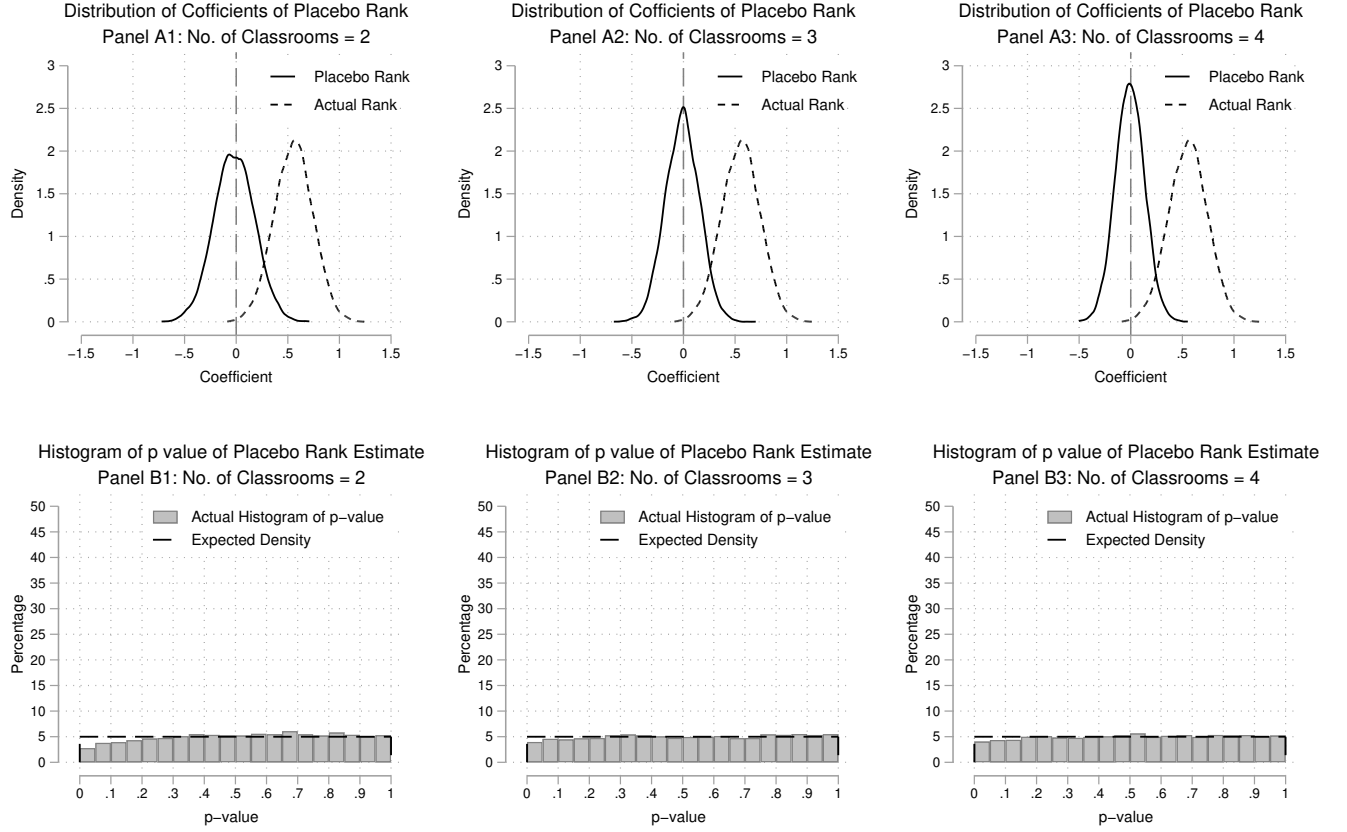 Distribution of Cofficients of Placebo Rank
Panel A1: No. of Classrooms = 2
3
2.5
2
1.5
1
.5
0
Density
Placebo Rank
Actual Rank
−1.5 −1 −.5 0 .5 1 1.5
Coefficient
Distribution of Cofficients of Placebo Rank
Panel A2: No. of Classrooms = 3
3
2.5
2
1.5
1
.5
0
Density
Placebo Rank
Actual Rank
−1.5 −1 −.5 0 .5 1 1.5
Coefficient
Distribution of Cofficients of Placebo Rank
Panel A3: No. of Classrooms = 4
3
2.5
2
1.5
1
.5
0
Density
Placebo Rank
Actual Rank
−1.5 −1 −.5 0 .5 1 1.5
Coefficient
Histogram of p value of Placebo Rank Estimate
Panel B1: No. of Classrooms = 2
50
45
40
35
30
25
20
15
10
5
0
Percentage
Actual Histogram of p−value
Expected Density
0 .1 .2 .3 .4 .5 .6 .7 .8 .9 1
p−value
Histogram of p value of Placebo Rank Estimate
Panel B2: No. of Classrooms = 3
50
45
40
35
30
25
20
15
10
5
0
Percentage
Actual Histogram of p−value
Expected Density
0 .1 .2 .3 .4 .5 .6 .7 .8 .9 1
p−value
Histogram of p value of Placebo Rank Estimate
Panel B3: No. of Classrooms = 4
50
45
40
35
30
25
20
15
10
5
0
Percentage
Actual Histogram of p−value
Expected Density
0 .1 .2 .3 .4 .5 .6 .7 .8 .9 1
p−value